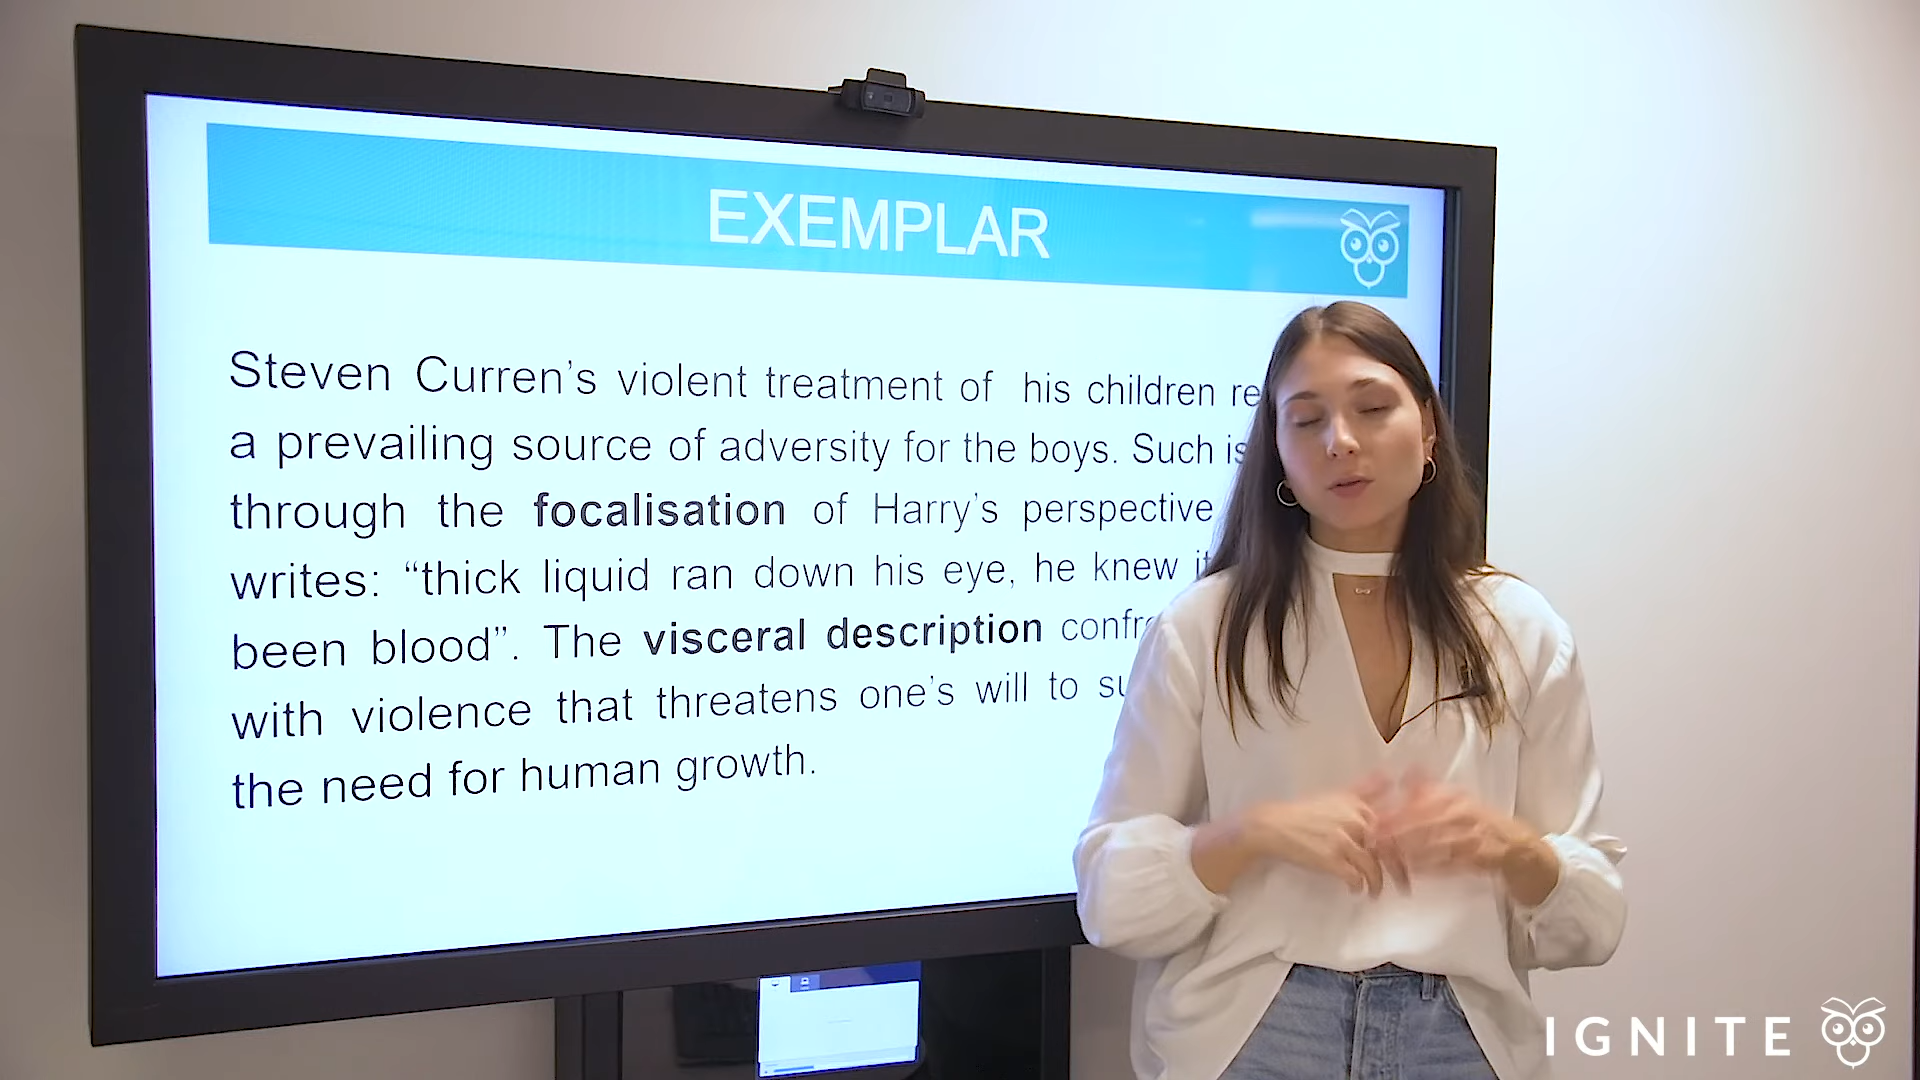 EXEMPLAR
Steven Curren's violent treatment of his children
a prevailing source of adversity for the boys. Such is
through the focalisation of Harry's perspective
writes: “thick liquid ran down his eye, he knew
been blood”. The visceral description
with violence that threatens one's will to
the need for human growth.
IGNITE